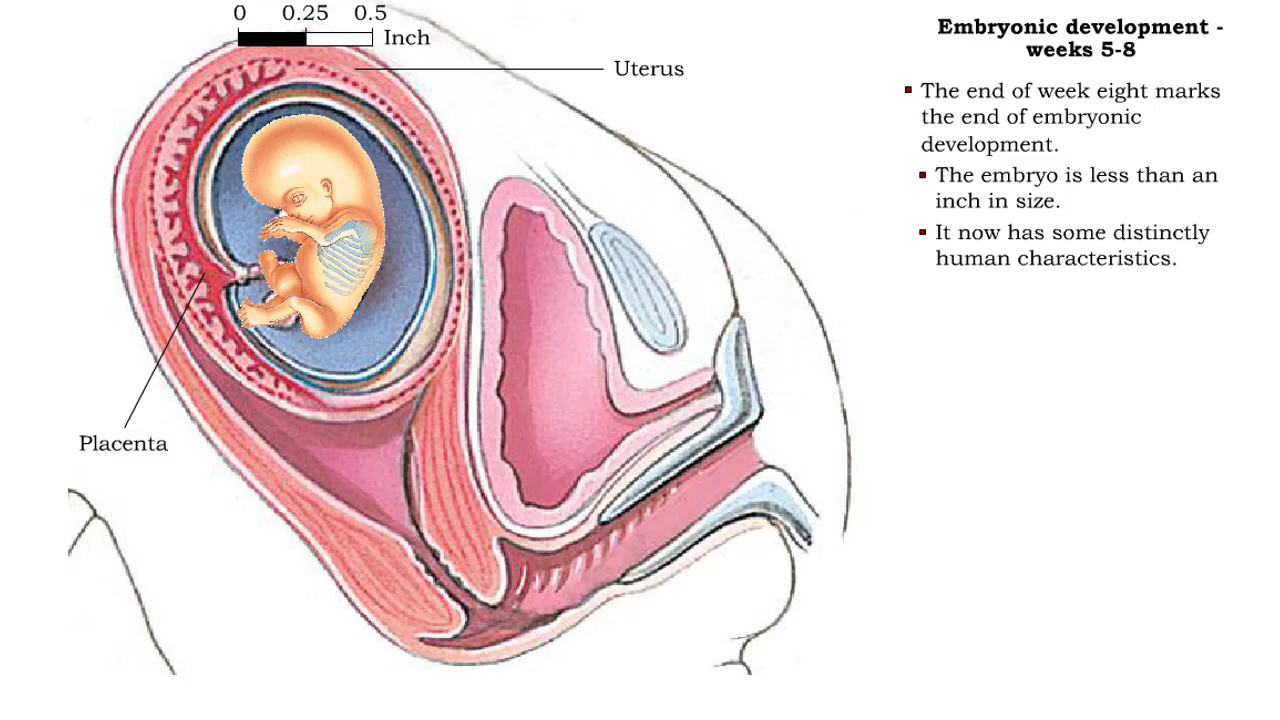 0 0.25 0.5
Inch
Uterus
Placenta
Embryonic development -
weeks 5-8
The end of week eight marks
the end of embryonic
development.
The embryo is less than an
inch in size.
It now has some distinctly
human characteristics.